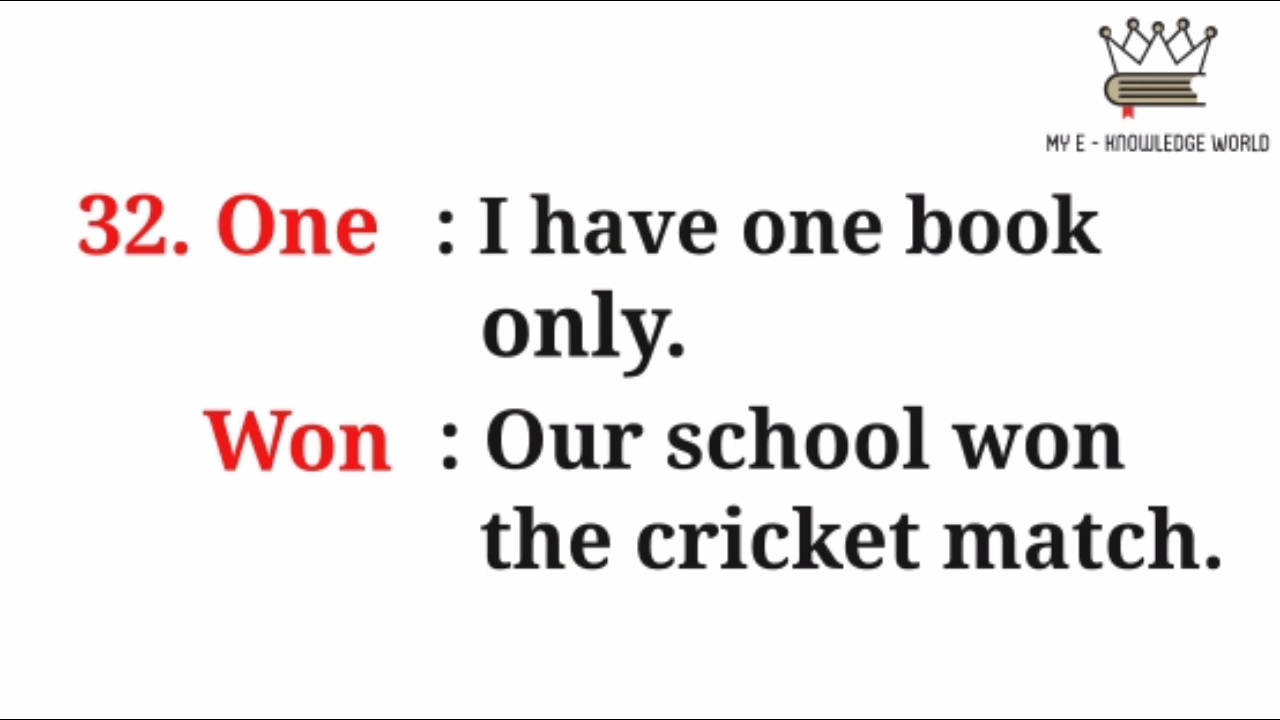 MY E - KNOWLEDGE WORLD
32. One : I have one book
only.
Won : Our school won
the cricket match.